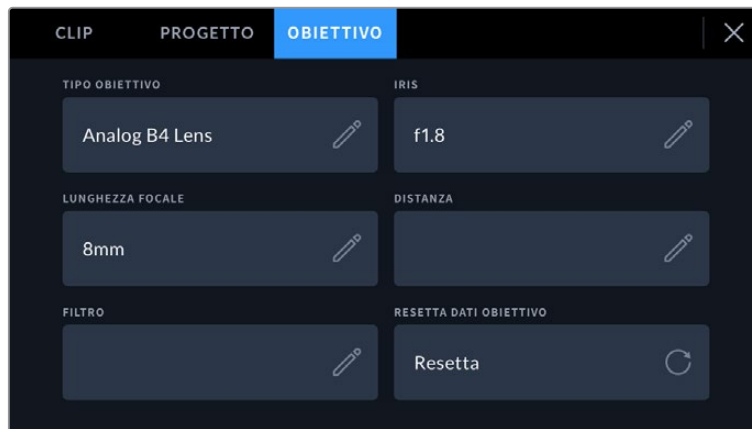 CLIP PROGETTO OBIETTIVO
TIPO OBIETTIVO IRIS
Analog B4 Lens f1.8
LUNGHEZZA FOCALE DISTANZA
8mm
FILTRO RESETTA DATI OBIETTIVO
Resetta